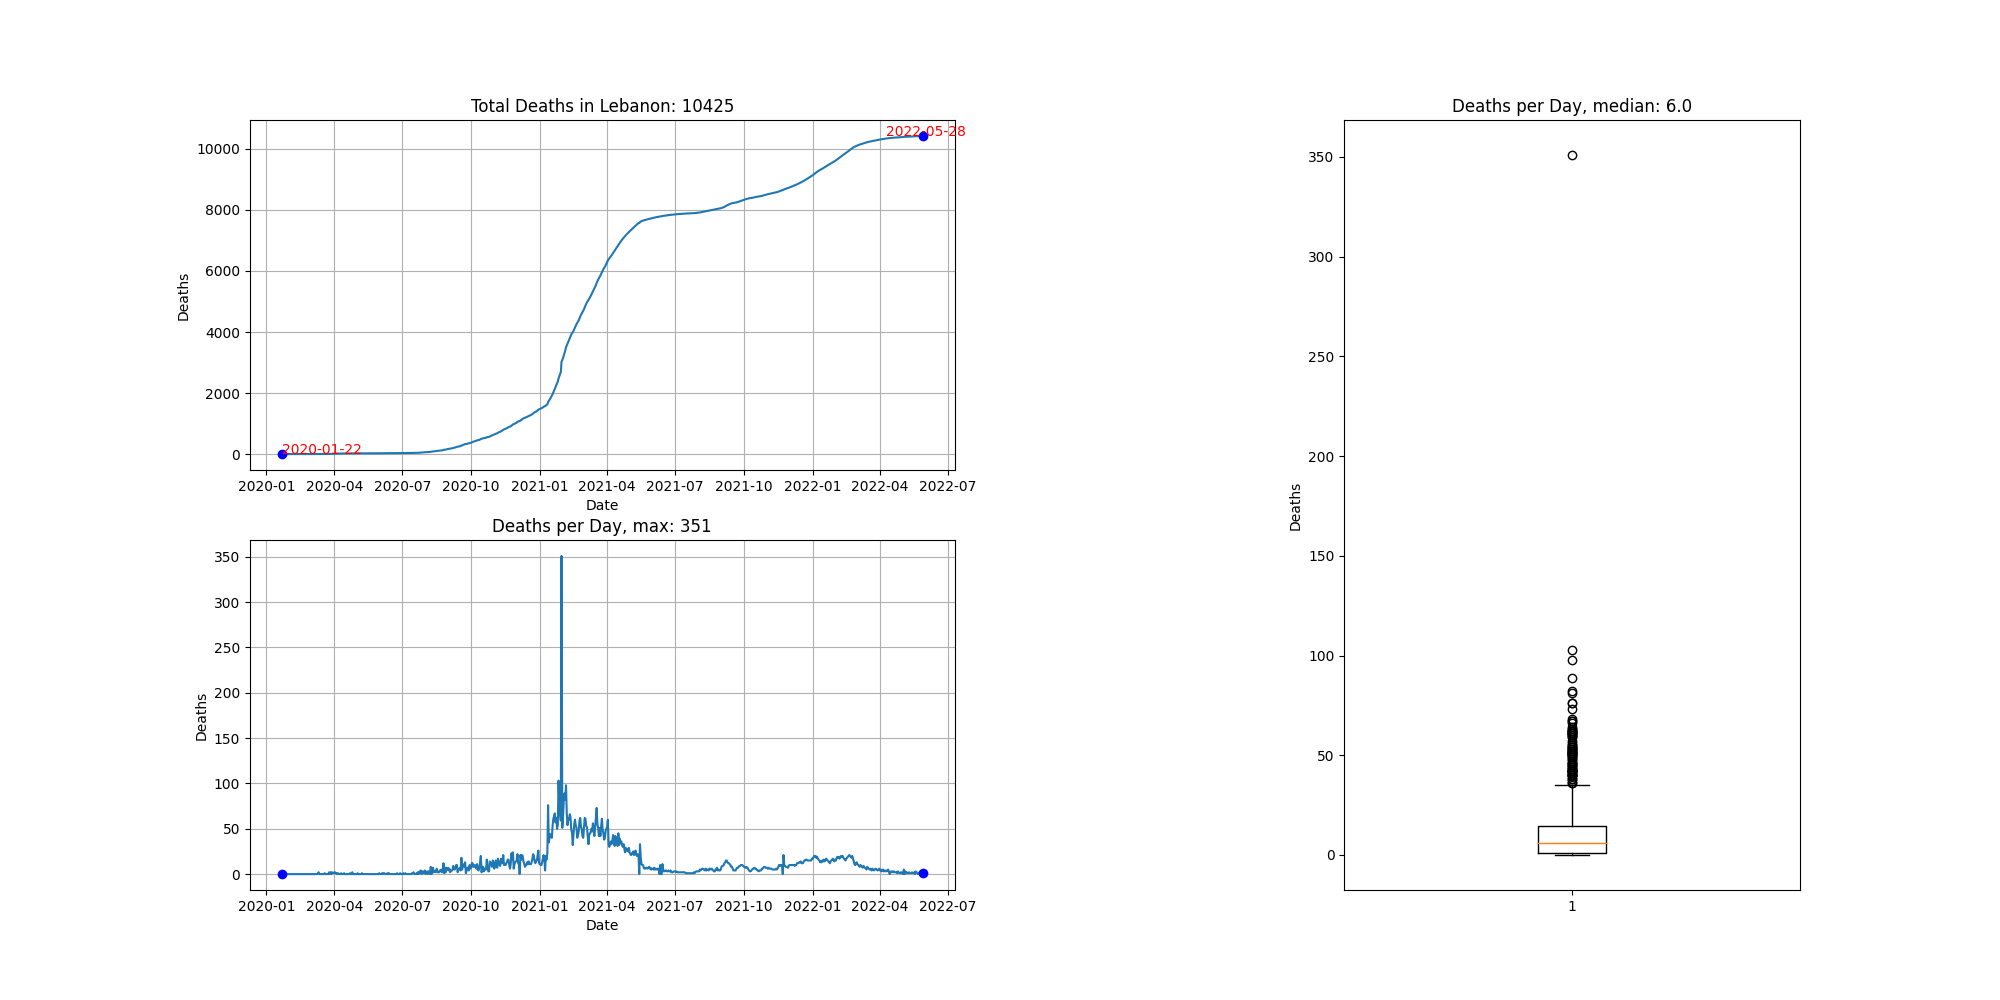 Total Deaths in Lebanon: 10425
Deaths
10000
8000
6000
4000
2000
0
2022-05-28
2020-01-22
2020-01 2020-04 2020-07 2020-10 2021-01 2021-04 2021-07 2021-10 2022-01 2022-04 2022-07
Date
Deaths per Day, max: 351
Deaths
350
300
250
200
150
100
50
0
2020-01 2020-04 2020-07 2020-10 2021-01 2021-04 2021-07 2021-10 2022-01 2022-04 2022-07
Date
Deaths per Day, median: 6.0
Deaths
350
300
250
200
150
100
50
0
1